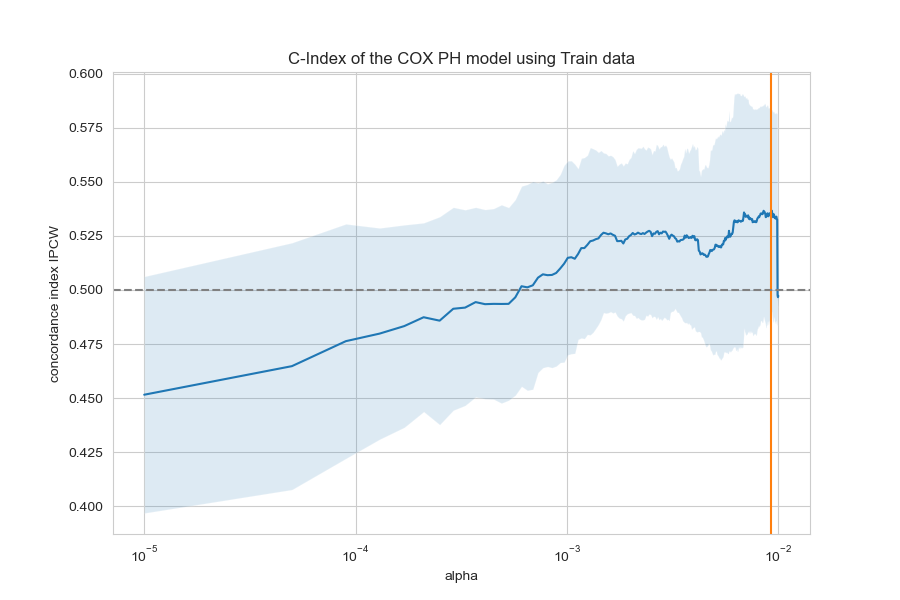 C-Index of the COX PH model using Train data
concordance index IPCW
0.600
0.575
0.550
0.525
0.500
0.475
0.450
0.425
0.400
10⁻⁵ 10⁻⁴ 10⁻³ 10⁻²
alpha